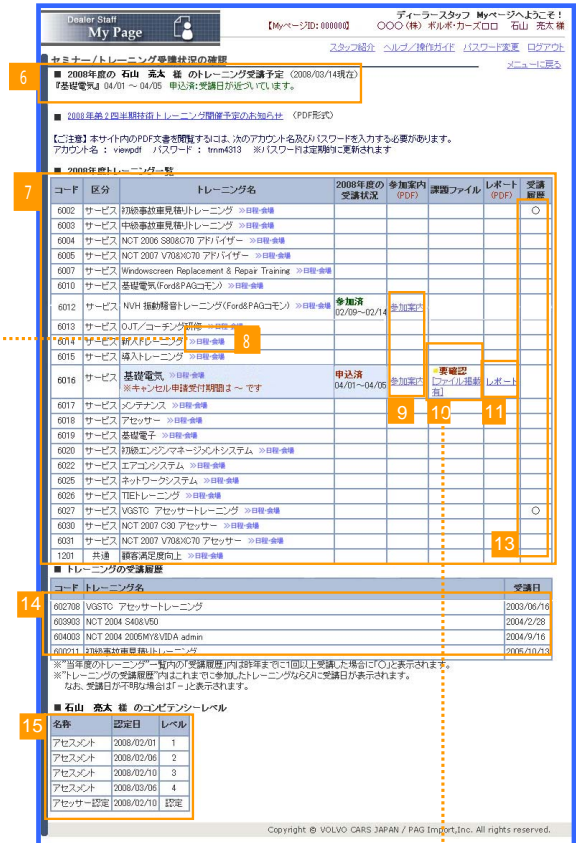 Dealer Staff
My Page
【Myページ ID: 000000】
ディーラースタッフ Myページへようこそ！
〇〇〇（株） ボルボ・カーズ〇〇 石山 亮太 様
スタッフ紹介 ヘルプ／操作ガイド パスワード変更 ログアウト
メニューに戻る
セミナー／トレーニング受講状況の確認
6
■ 2008年度の 石山 亮太 様 のトレーニング受講予定 （2008/03/14現在）
『基礎電気』 04/01 ～ 04/05 申込済:受講日が近づいています。
■ 2008年第2四半期技術トレーニング開催予定のお知らせ （PDF形式）
【ご注意】 本サイト内のPDF文書を閲覧するには、次のアカウント名及びパスワードを入力する必要があります。
アカウント名 ： viewpdf パスワード ： trnm4313 ※パスワードは定期的に更新されます
■ 2008年度トレーニング一覧
7
コード 区分 トレーニング名 2008年度の受講状況 参加案内(PDF) 課題ファイル レポート(PDF) 受講履歴
6002 サービス 初級事故車見積りトレーニング ≫日程・会場 〇
6003 サービス 中級事故車見積りトレーニング ≫日程・会場
6004 サービス NCT 2006 S80&C70 アドバイザー ≫日程・会場
6005 サービス NCT 2007 V70&XC70 アドバイザー ≫日程・会場
6007 サービス Windowscreen Replacement & Repair Training ≫日程・会場
6010 サービス 基礎電気(Ford&PAGコモン) ≫日程・会場
6012 サービス NVH 振動騒音トレーニング(Ford&PAGコモン) ≫日程・会場 参加済 02/09～02/14 参加案内
6013 サービス OJT／コーチング研修 ≫日程・会場
6014 サービス 新人トレーニング ≫日程・会場
8
6015 サービス 導入トレーニング ≫日程・会場
6016 サービス 基礎電気 ≫日程・会場 ※キャンセル申請受付期間は ～ です 申込済 04/01～04/05 参加案内 要確認 [ファイル掲載有] レポート
9 10 11
6017 サービス メンテナンス ≫日程・会場
6018 サービス アセッサー ≫日程・会場
6019 サービス 基礎電子 ≫日程・会場
6020 サービス 初級エンジンマネージメントシステム ≫日程・会場
6022 サービス エアコンシステム ≫日程・会場
6025 サービス ネットワークシステム ≫日程・会場
6026 サービス TIEトレーニング ≫日程・会場
6027 サービス VGSTC アセッサートレーニング ≫日程・会場 〇
6030 サービス NCT 2007 C30 アセッサー ≫日程・会場
6031 サービス NCT 2007 V70&XC70 アセッサー ≫日程・会場
13
1201 共通 顧客満足度向上 ≫日程・会場
■ トレーニングの受講履歴
コード トレーニング名 受講日
14
602708 VGSTC アセッサートレーニング 2003/06/16
603903 NCT 2004 S40&V50 2004/2/28
604003 NCT 2004 2005MY&VIDA admin 2004/9/16
600211 初級事故車見積りトレーニング 2005/10/13
※"当年度のトレーニング"一覧内の「受講履歴」内は昨年までに1回以上受講した場合に「〇」と表示されます。
※"トレーニングの受講履歴"内はこれまでに参加したトレーニングならびに受講日が表示されます。
なお、受講日が不明な場合は「－」と表示されます。
■ 石山 亮太 様 のコンピテンシーレベル
15
名称 認定日 レベル
アセスメント 2008/02/01 1
アセスメント 2008/02/06 2
アセスメント 2008/02/10 3
アセスメント 2008/03/06 4
アセッサー認定 2008/02/10 認定
Copyright © VOLVO CARS JAPAN / PAG Import,Inc. All rights reserved.